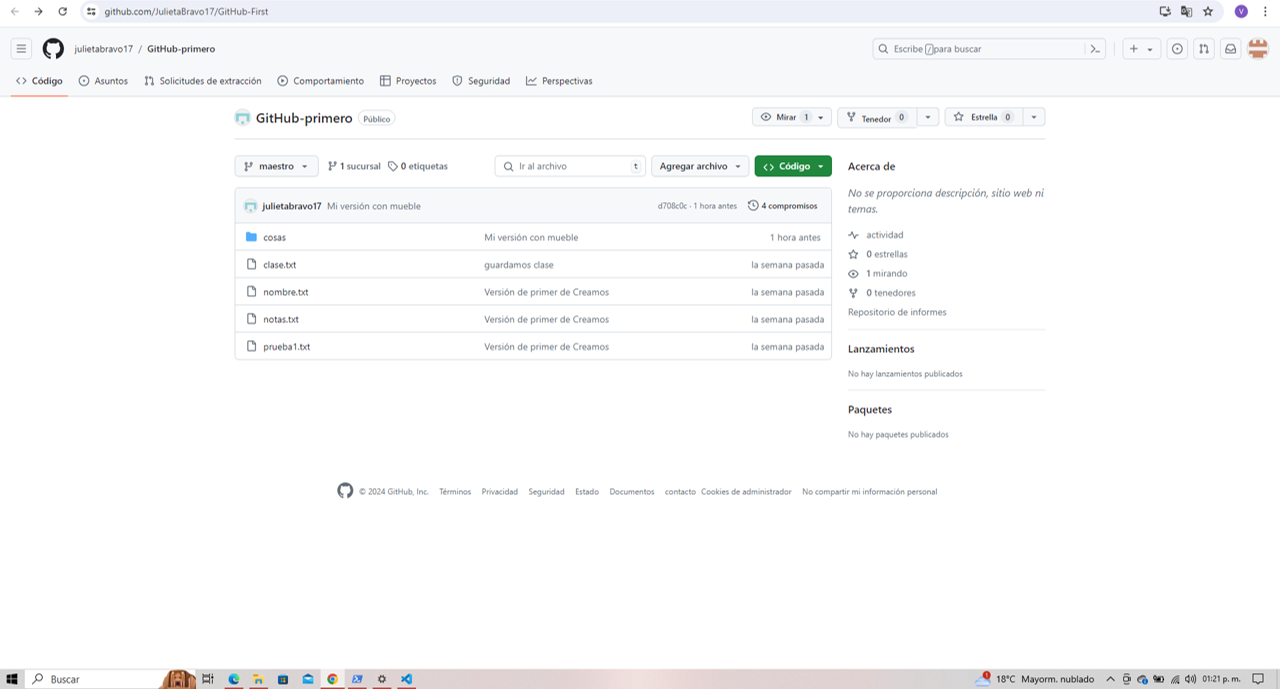 github.com/JulietaBravo17/GitHub-First
V
julietabravo17 / GitHub-primero
Escribe / para buscar
Código Asuntos Solicitudes de extracción Comportamiento Proyectos Seguridad Perspectivas
GitHub-primero Público
Mirar 1 Tenedor 0 Estrella 0
maestro 1 sucursal 0 etiquetas Ir al archivo t Agregar archivo Código
julietabravo17 Mi versión con mueble d708c0c · 1 hora antes 4 compromisos
cosas Mi versión con mueble 1 hora antes
clase.txt guardamos clase la semana pasada
nombre.txt Versión de primer de Creamos la semana pasada
notas.txt Versión de primer de Creamos la semana pasada
prueba1.txt Versión de primer de Creamos la semana pasada
Acerca de
No se proporciona descripción, sitio web ni
temas.
actividad
0 estrellas
1 mirando
0 tenedores
Repositorio de informes
Lanzamientos
No hay lanzamientos publicados
Paquetes
No hay paquetes publicados
© 2024 GitHub, Inc. Términos Privacidad Seguridad Estado Documentos contacto Cookies de administrador No compartir mi información personal
Buscar 18°C Mayorm. nublado 01:21 p. m.